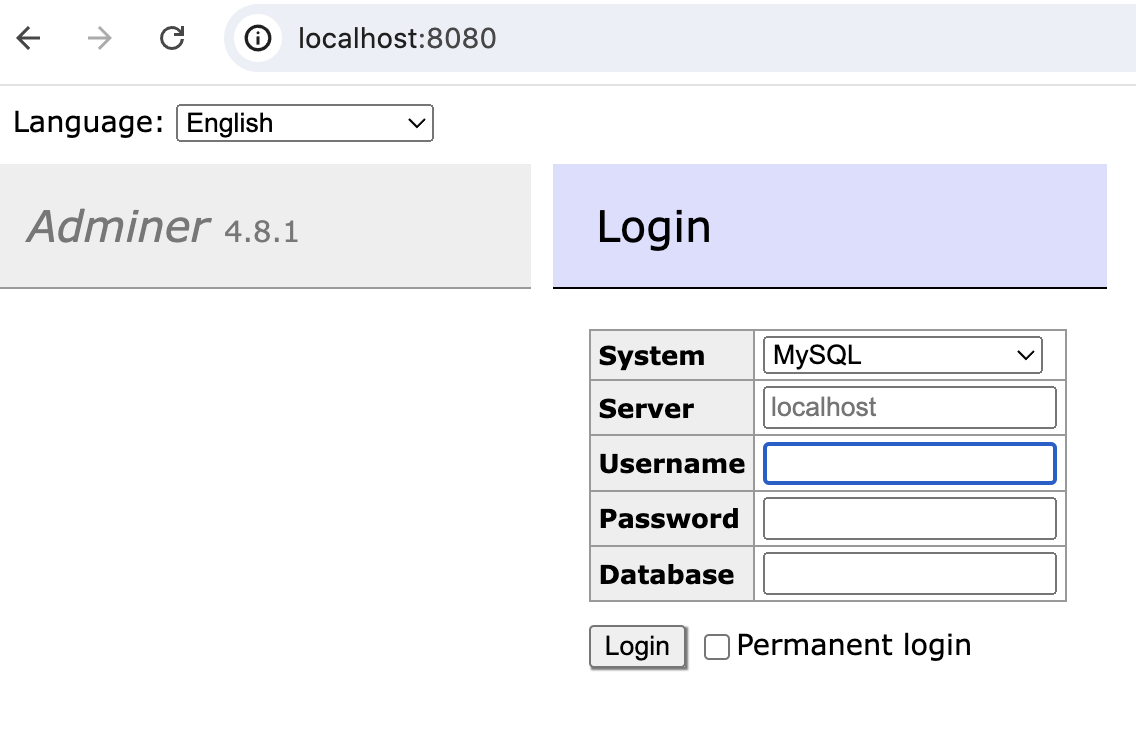 localhost:8080
Language: English
Adminer 4.8.1
Login
System MySQL
Server localhost
Username
Password
Database
Login Permanent login